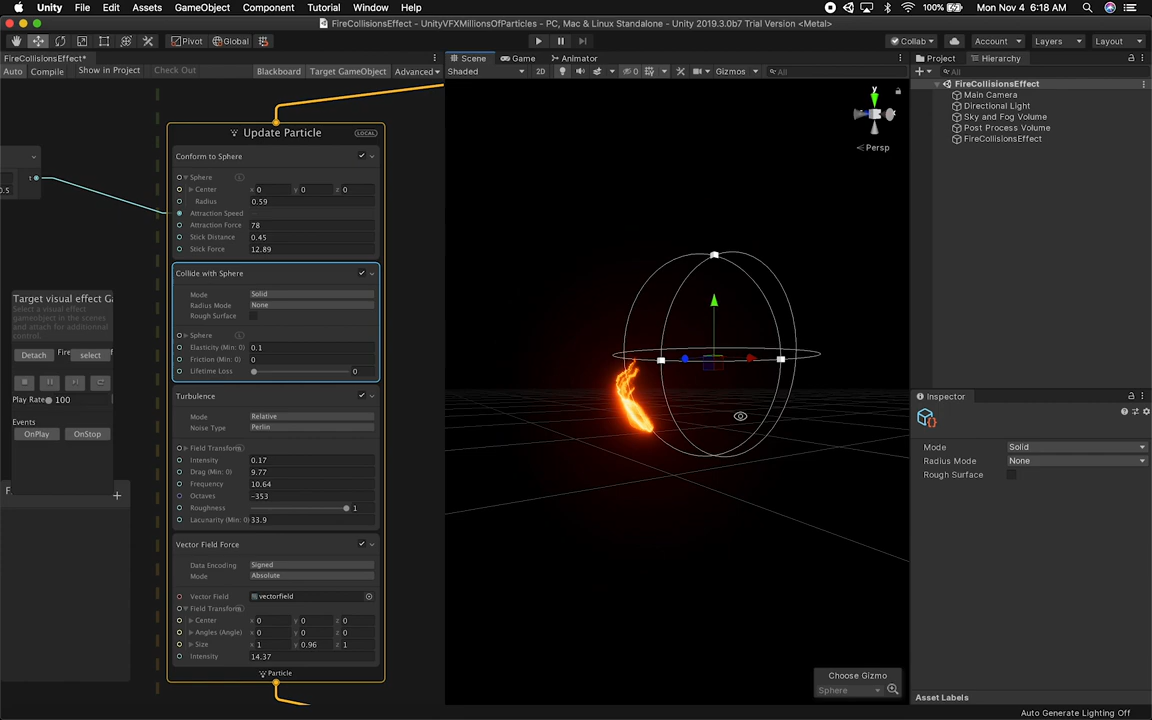 Unity File Edit Assets GameObject Component Tutorial Window Help 100% Mon Nov 4 6:18 AM
FireCollisionsEffect - UnityVFXMillionsOfParticles - PC, Mac & Linux Standalone - Unity 2019.3.0b7 Trial Version <Metal>
Pivot Global Collab Account Layers Layout
FireCollisionsEffect* Scene Game Animator Project Hierarchy
Auto Compile Show in Project Check Out Blackboard Target GameObject Advanced Shaded 2D 0 Gizmos All All
FireCollisionsEffect
Main Camera
Directional Light
Sky and Fog Volume
Post Process Volume
FireCollisionsEffect
y
Persp
Update Particle LOCAL
Conform to Sphere
Sphere L
Center x 0 y 0 z 0
Radius 0.59
Attraction Speed
Attraction Force 78
Stick Distance 0.45
Stick Force 12.89
t
0.5
Collide with Sphere
Mode Solid
Radius Mode None
Rough Surface
Sphere L
Elasticity (Min: 0) 0.1
Friction (Min: 0) 0
Lifetime Loss 0
Target visual effect Ga
Select a visual effect
gameobject in the scenes
and attach for additionnal
control.
Detach Fire select f
Play Rate 100
Events
OnPlay OnStop
F
Turbulence
Mode Relative
Noise Type Perlin
Field Transform
Intensity 0.17
Drag (Min: 0) 9.77
Frequency 10.64
Octaves -353
Roughness 1
Lacunarity (Min: 0) 33.9
Vector Field Force
Data Encoding Signed
Mode Absolute
Vector Field vectorfield
Field Transform
Center x 0 y 0 z 0
Angles (Angle) x 0 y 0 z 0
Size x 1 y 0.96 z 1
Intensity 14.37
Particle
Inspector
Mode Solid
Radius Mode None
Rough Surface
Choose Gizmo
Sphere
Asset Labels
Auto Generate Lighting Off